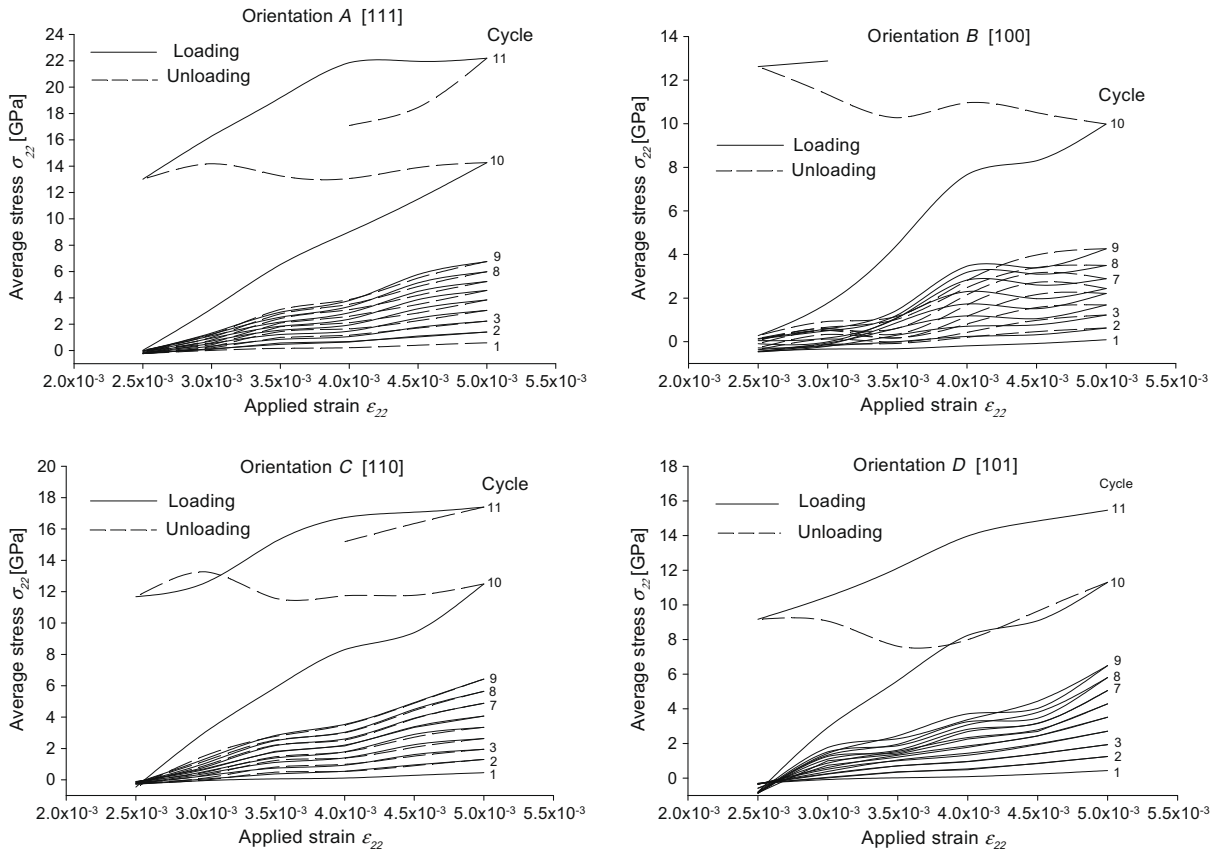 Orientation A [111]
Cycle
Loading
Unloading
Average stress σ22 [GPa]
24
22
20
18
16
14
12
10
8
6
4
2
0
11
10
9
8
3
2
1
2.0x10-3 2.5x10-3 3.0x10-3 3.5x10-3 4.0x10-3 4.5x10-3 5.0x10-3 5.5x10-3
Applied strain ε22
Orientation B [100]
Cycle
Loading
Unloading
Average stress σ22 [GPa]
14
12
10
8
6
4
2
0
10
9
8
7
3
2
1
2.0x10-3 2.5x10-3 3.0x10-3 3.5x10-3 4.0x10-3 4.5x10-3 5.0x10-3 5.5x10-3
Applied strain ε22
Orientation C [110]
Cycle
Loading
Unloading
Average stress σ22 [GPa]
20
18
16
14
12
10
8
6
4
2
0
11
10
9
8
7
3
2
1
2.0x10-3 2.5x10-3 3.0x10-3 3.5x10-3 4.0x10-3 4.5x10-3 5.0x10-3 5.5x10-3
Applied strain ε22
Orientation D [101]
Cycle
Loading
Unloading
Average stress σ22 [GPa]
18
16
14
12
10
8
6
4
2
0
11
10
9
8
7
3
2
1
2.0x10-3 2.5x10-3 3.0x10-3 3.5x10-3 4.0x10-3 4.5x10-3 5.0x10-3 5.5x10-3
Applied strain ε22